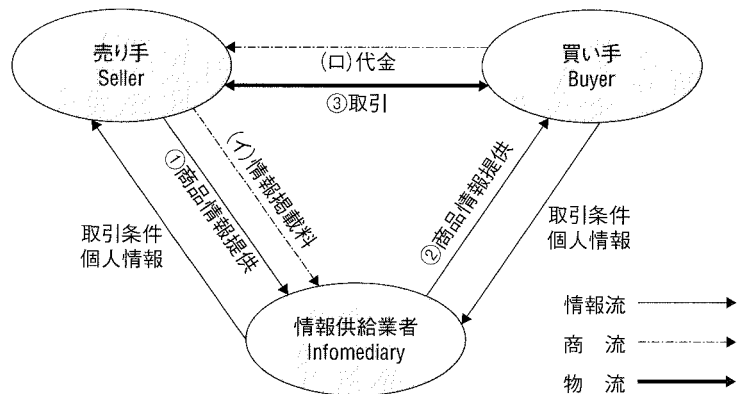 売り手
Seller
(ロ)代金
③取引
買い手
Buyer
取引条件
個人情報
①商品情報提供
(イ)情報掲載料
②商品情報提供
取引条件
個人情報
情報供給業者
Infomediary
情報流
商 流
物 流